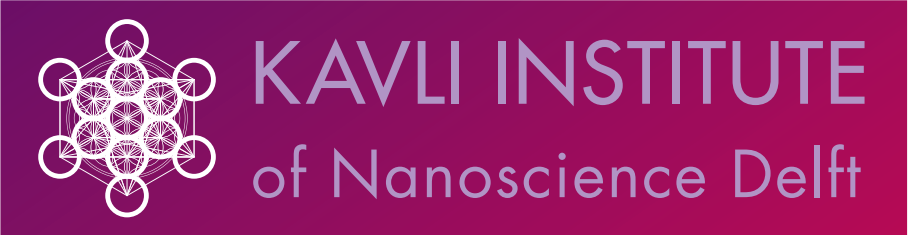 KAVLI INSTITUTE
of Nanoscience Delft